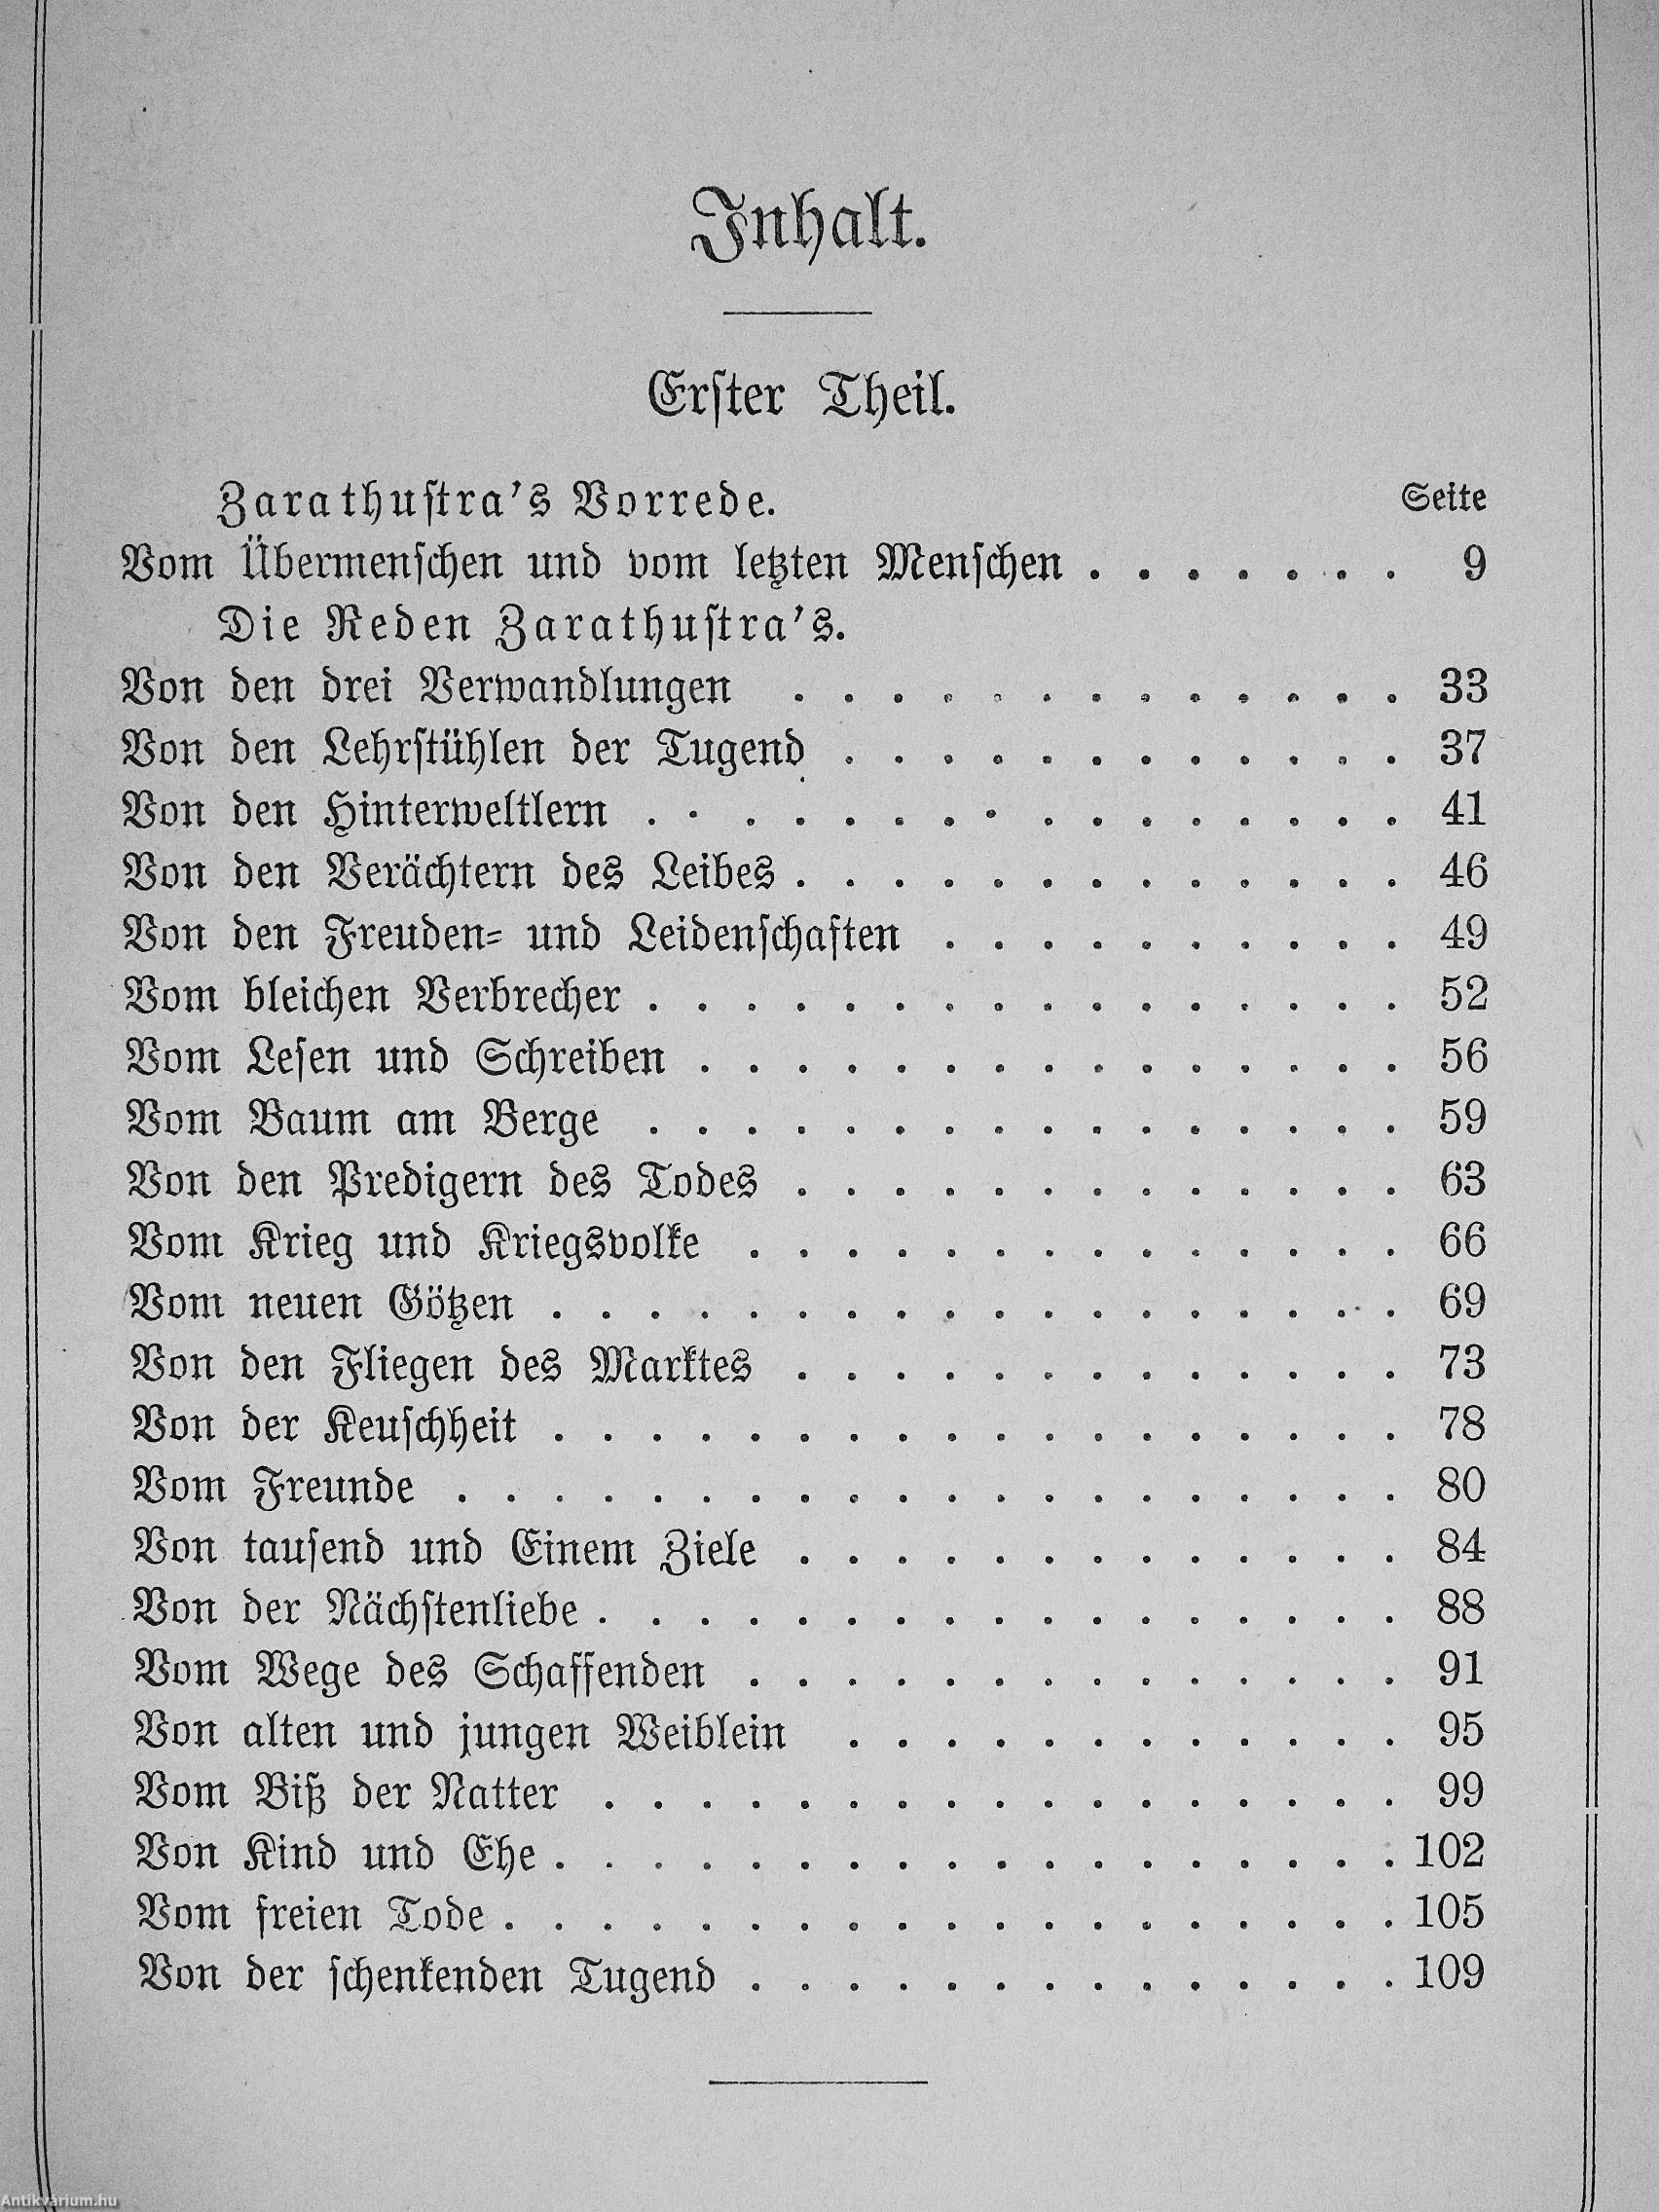 Inhalt.
Erſter Theil.
Zarathuſtra's Vorrede. Seite
Vom Übermenſchen und vom letzten Menſchen . . . . . . . 9
Die Reden Zarathuſtra's.
Von den drei Verwandlungen . . . . . . . . . . . . . 33
Von den Lehrſtühlen der Tugend . . . . . . . . . . . . 37
Von den Hinterweltlern . . . . . . . . . . . . . . . . 41
Von den Verächtern des Leibes . . . . . . . . . . . . . 46
Von den Freuden= und Leidenſchaften . . . . . . . . . . 49
Vom bleichen Verbrecher . . . . . . . . . . . . . . . . 52
Vom Leſen und Schreiben . . . . . . . . . . . . . . . 56
Vom Baum am Berge . . . . . . . . . . . . . . . . 59
Von den Predigern des Todes . . . . . . . . . . . . . 63
Vom Krieg und Kriegsvolke . . . . . . . . . . . . . . 66
Vom neuen Götzen . . . . . . . . . . . . . . . . . . 69
Von den Fliegen des Marktes . . . . . . . . . . . . . 73
Von der Keuſchheit . . . . . . . . . . . . . . . . . . 78
Vom Freunde . . . . . . . . . . . . . . . . . . . . 80
Von tauſend und Einem Ziele . . . . . . . . . . . . . 84
Von der Nächſtenliebe . . . . . . . . . . . . . . . . . 88
Vom Wege des Schaffenden . . . . . . . . . . . . . . 91
Von alten und jungen Weiblein . . . . . . . . . . . . 95
Vom Biß der Natter . . . . . . . . . . . . . . . . . 99
Von Kind und Ehe . . . . . . . . . . . . . . . . . . 102
Vom freien Tode . . . . . . . . . . . . . . . . . . . 105
Von der ſchenkenden Tugend . . . . . . . . . . . . . . 109
Antikvarium.hu